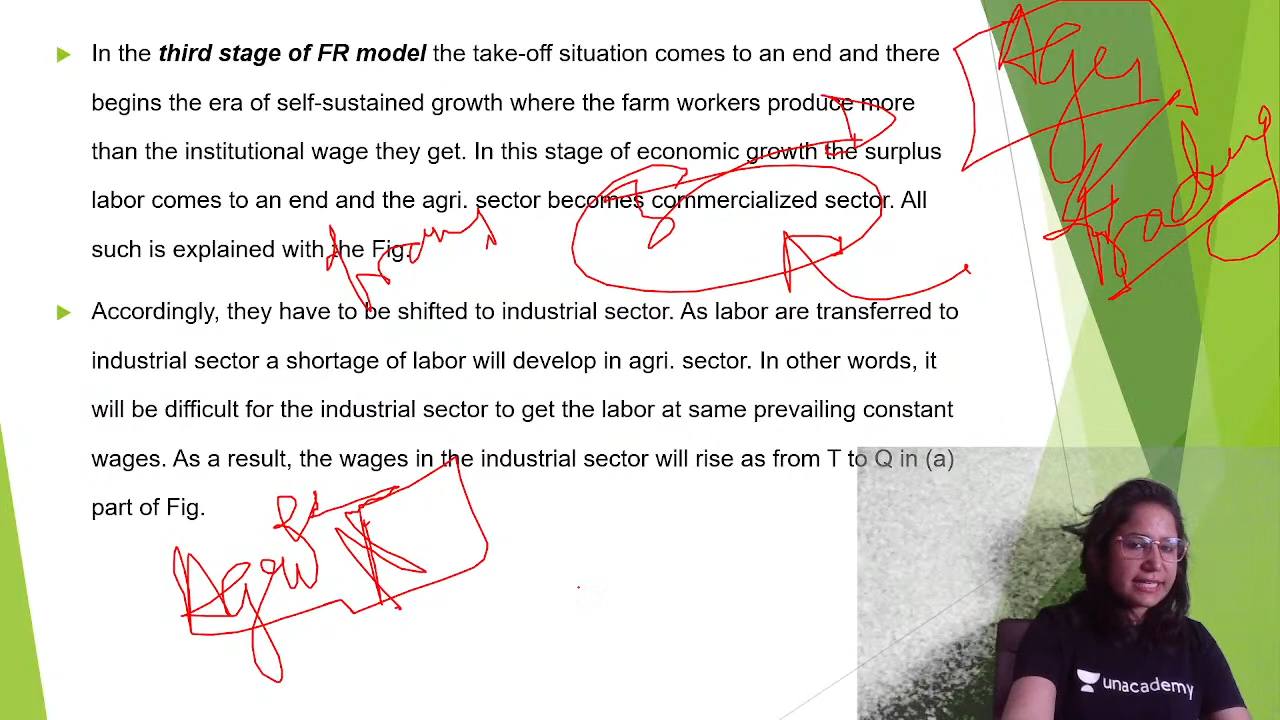 In the third stage of FR model the take-off situation comes to an end and there
begins the era of self-sustained growth where the farm workers produce more
than the institutional wage they get. In this stage of economic growth the surplus
labor comes to an end and the agri. sector becomes commercialized sector. All
such is explained with the Fig.
Accordingly, they have to be shifted to industrial sector. As labor are transferred to
industrial sector a shortage of labor will develop in agri. sector. In other words, it
will be difficult for the industrial sector to get the labor at same prevailing constant
wages. As a result, the wages in the industrial sector will rise as from T to Q in (a)
part of Fig.
trading
unacademy